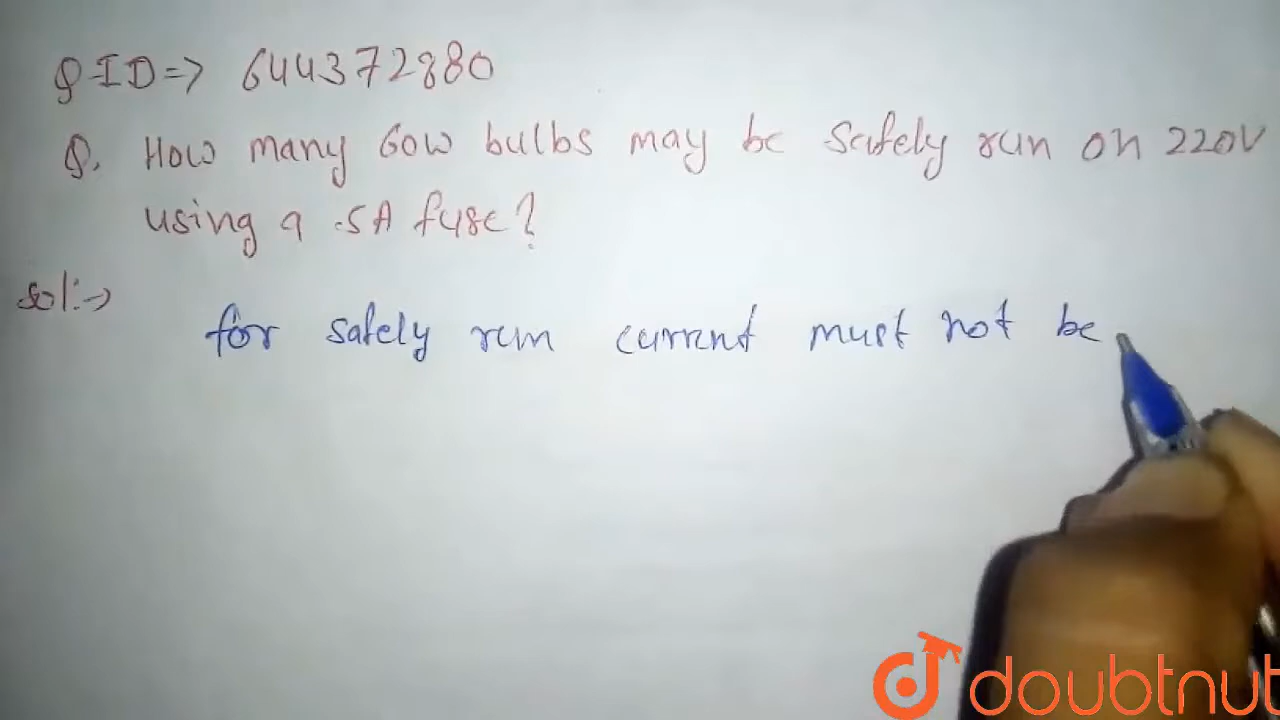 QID=> 644372880
Q. How many 60W bulbs may be safely run on 220V
using a .5A fuse?
Sol:->
for safely run current must not be
doubtnut